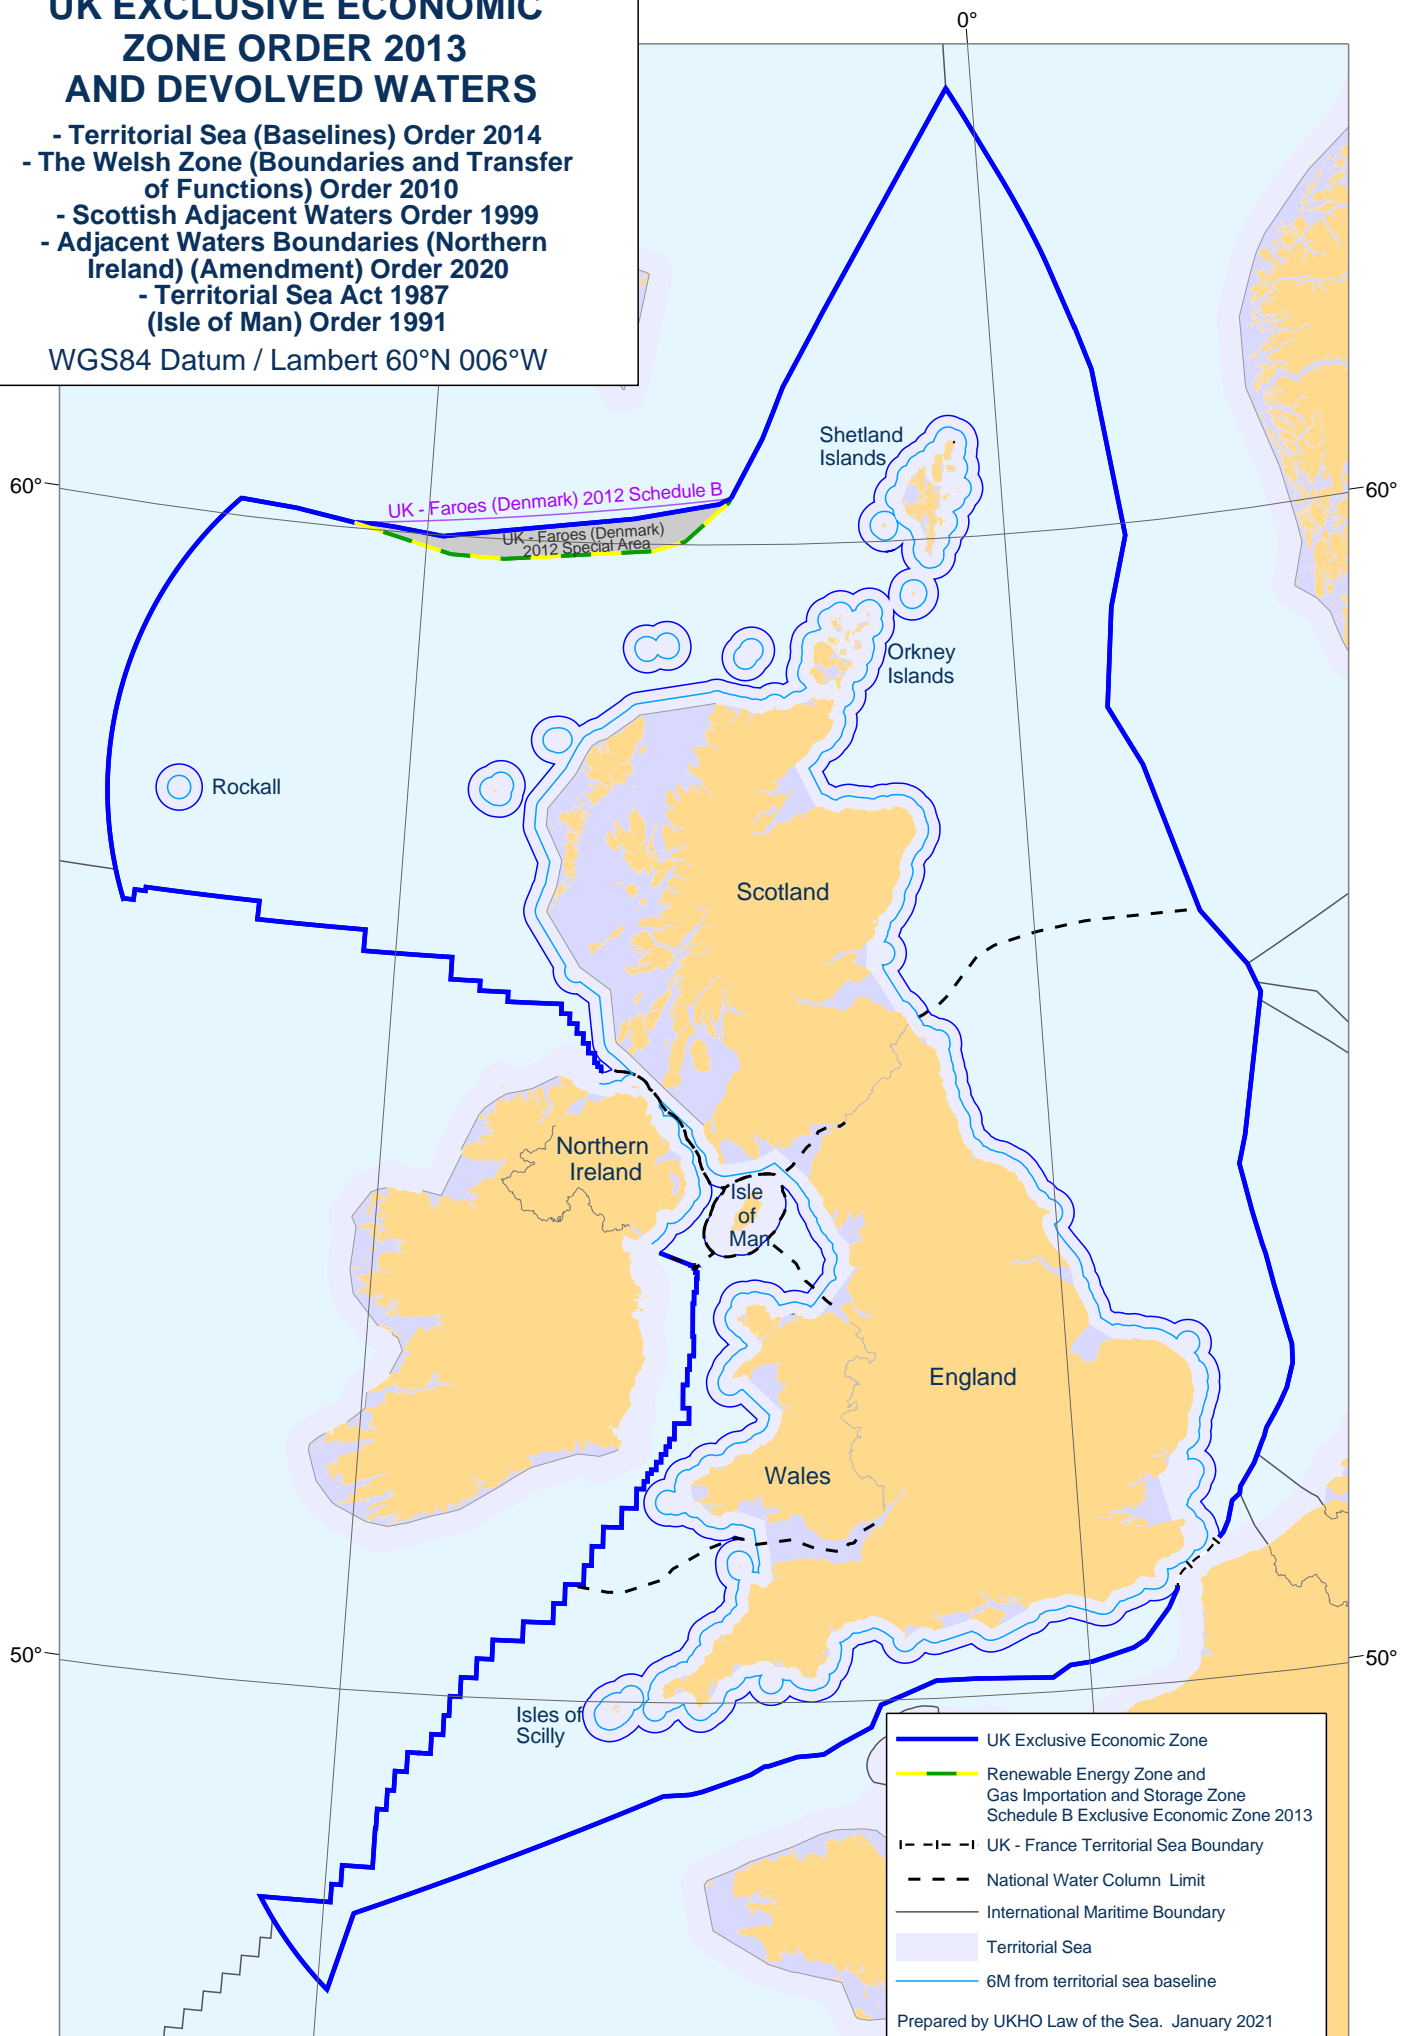 UK EXCLUSIVE ECONOMIC
ZONE ORDER 2013
AND DEVOLVED WATERS
- Territorial Sea (Baselines) Order 2014
- The Welsh Zone (Boundaries and Transfer
of Functions) Order 2010
- Scottish Adjacent Waters Order 1999
- Adjacent Waters Boundaries (Northern
Ireland) (Amendment) Order 2020
- Territorial Sea Act 1987
(Isle of Man) Order 1991
WGS84 Datum / Lambert 60°N 006°W
0°
Shetland
Islands
60°
60°
UK - Faroes (Denmark) 2012 Schedule B
UK - Faroes (Denmark)
2012 Special Area
Orkney
Islands
Rockall
Scotland
Northern
Ireland
Isle
of
Man
England
Wales
50°
50°
Isles of
Scilly
UK Exclusive Economic Zone
Renewable Energy Zone and
Gas Importation and Storage Zone
Schedule B Exclusive Economic Zone 2013
UK - France Territorial Sea Boundary
National Water Column Limit
International Maritime Boundary
Territorial Sea
6M from territorial sea baseline
Prepared by UKHO Law of the Sea. January 2021